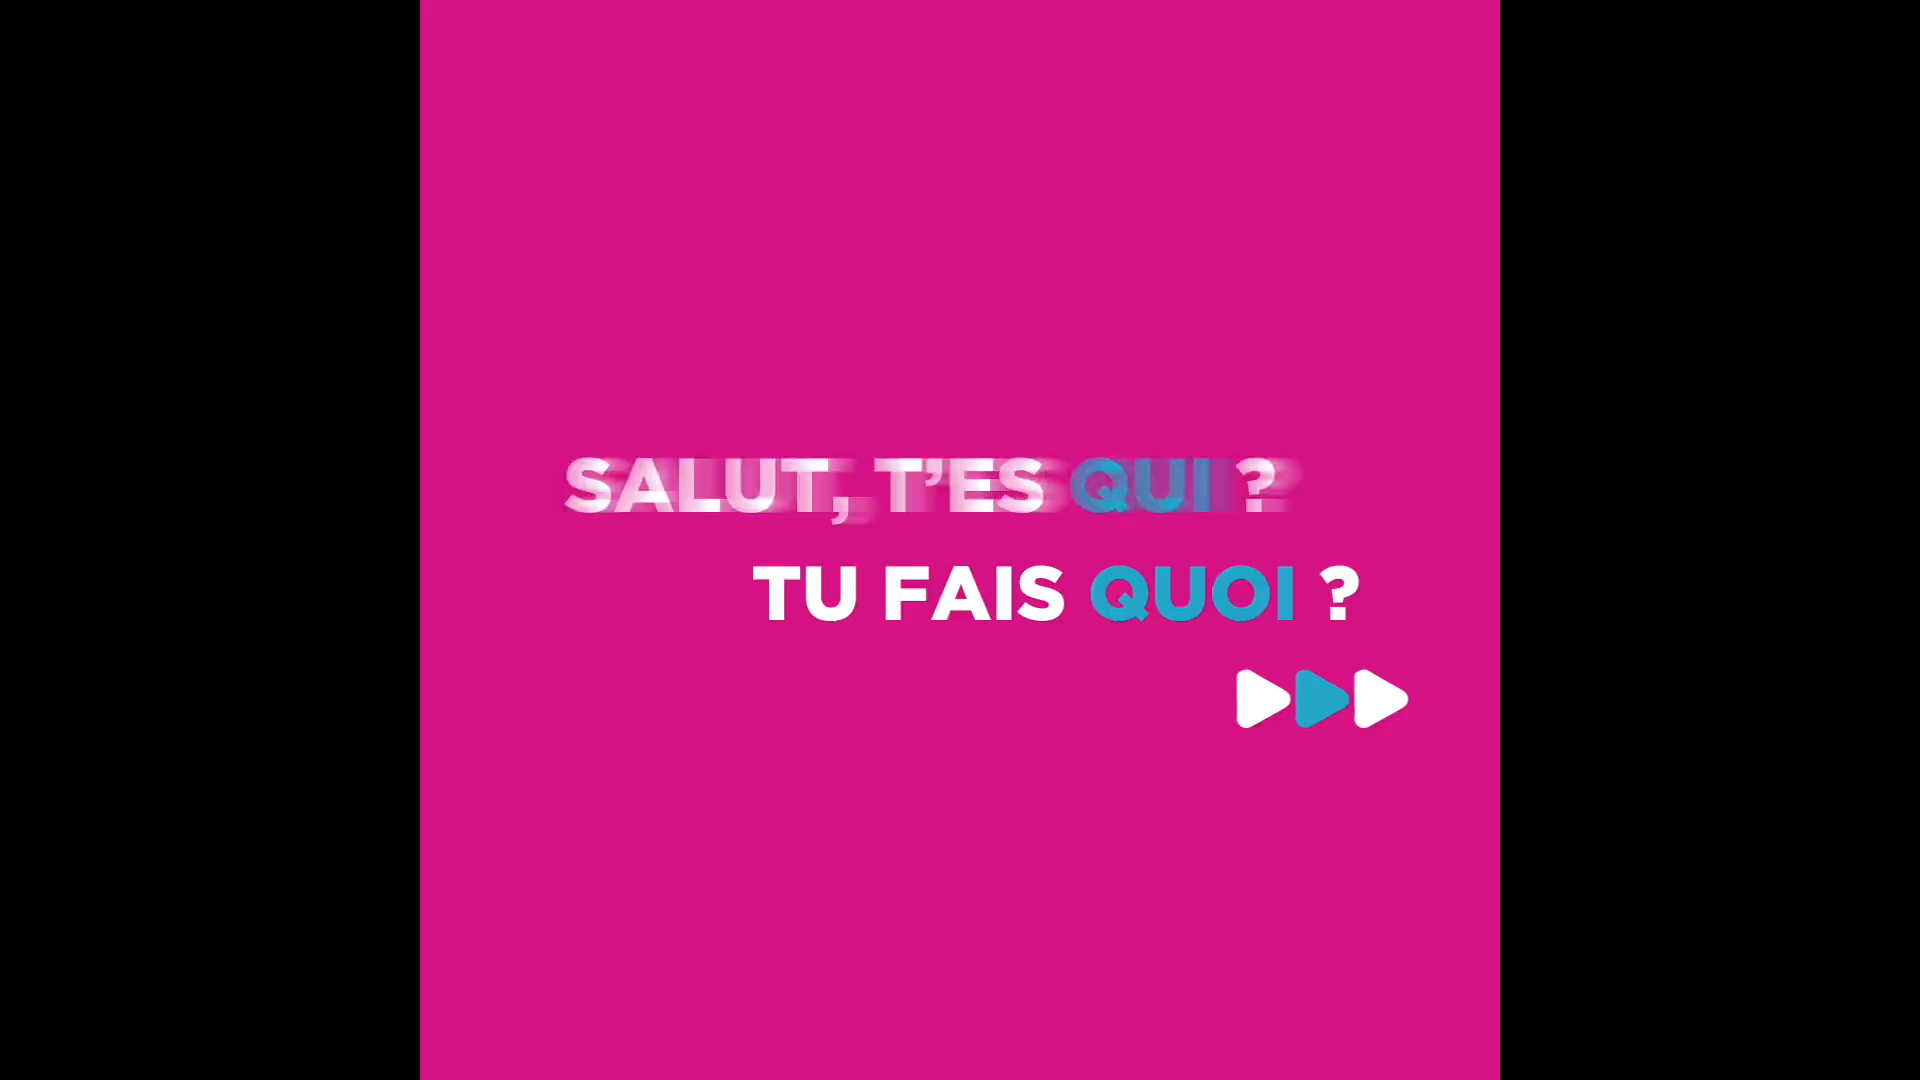 SALUT, T’ES QUI ?
TU FAIS QUOI ?